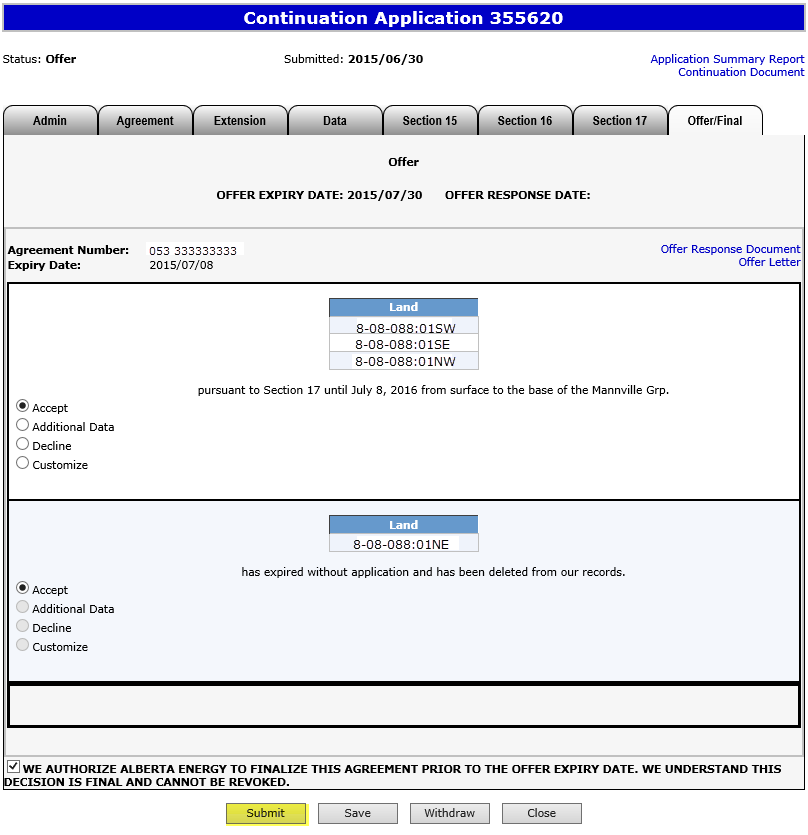 Continuation Application 355620
Status: Offer Submitted: 2015/06/30 Application Summary Report
Continuation Document
Admin Agreement Extension Data Section 15 Section 16 Section 17 Offer/Final
Offer
OFFER EXPIRY DATE: 2015/07/30 OFFER RESPONSE DATE:
Agreement Number: 053 333333333 Offer Response Document
Expiry Date: 2015/07/08 Offer Letter
Land
8-08-088:01SW
8-08-088:01SE
8-08-088:01NW
pursuant to Section 17 until July 8, 2016 from surface to the base of the Mannville Grp.
Accept
Additional Data
Decline
Customize
Land
8-08-088:01NE
has expired without application and has been deleted from our records.
Accept
Additional Data
Decline
Customize
WE AUTHORIZE ALBERTA ENERGY TO FINALIZE THIS AGREEMENT PRIOR TO THE OFFER EXPIRY DATE. WE UNDERSTAND THIS
DECISION IS FINAL AND CANNOT BE REVOKED.
Submit Save Withdraw Close